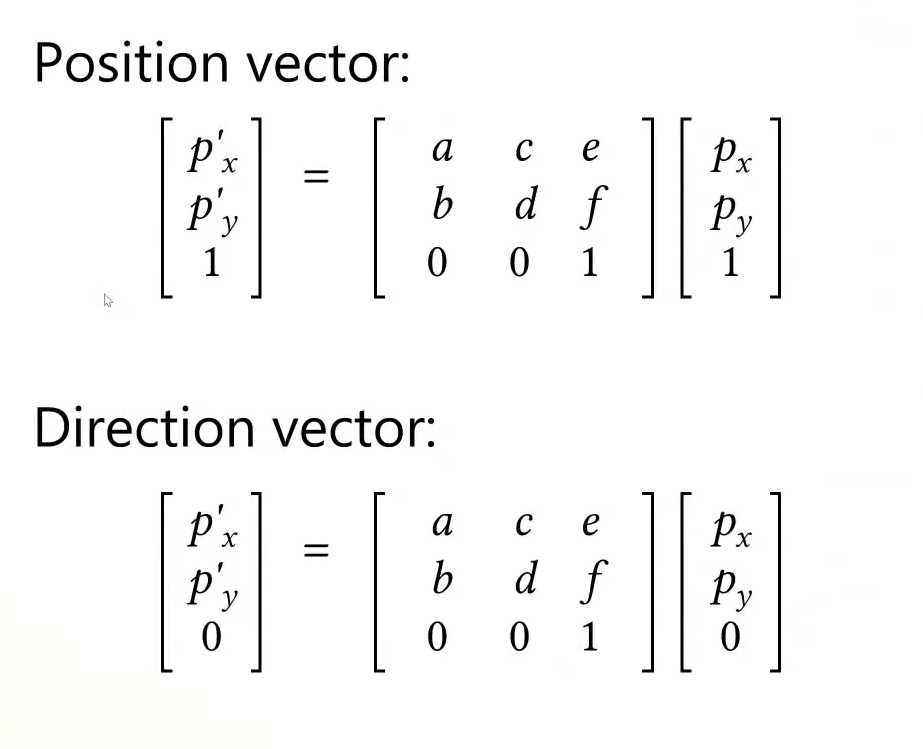 Position vector:
[p'x] = [a c e] [px]
[p'y] [b d f] [py]
[1] [0 0 1] [1]
Direction vector:
[p'x] = [a c e] [px]
[p'y] [b d f] [py]
[0] [0 0 1] [0]